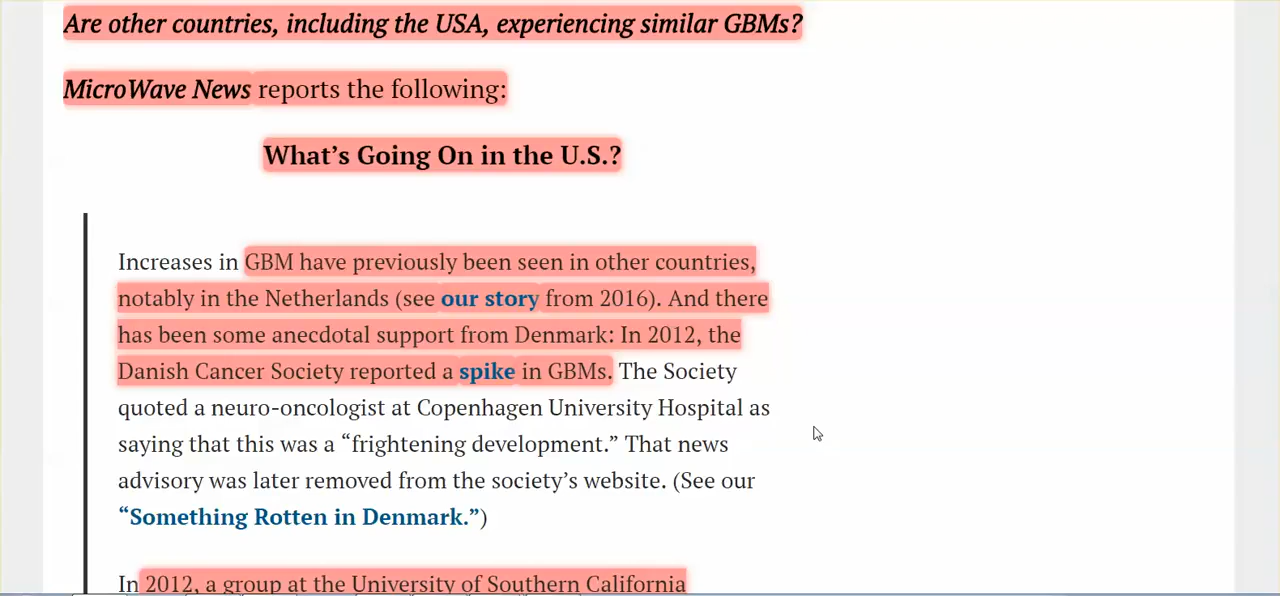 Are other countries, including the USA, experiencing similar GBMs?
MicroWave News reports the following:
What’s Going On in the U.S.?
Increases in GBM have previously been seen in other countries,
notably in the Netherlands (see our story from 2016). And there
has been some anecdotal support from Denmark: In 2012, the
Danish Cancer Society reported a spike in GBMs. The Society
quoted a neuro-oncologist at Copenhagen University Hospital as
saying that this was a “frightening development.” That news
advisory was later removed from the society’s website. (See our
“Something Rotten in Denmark.”)
In 2012, a group at the University of Southern California